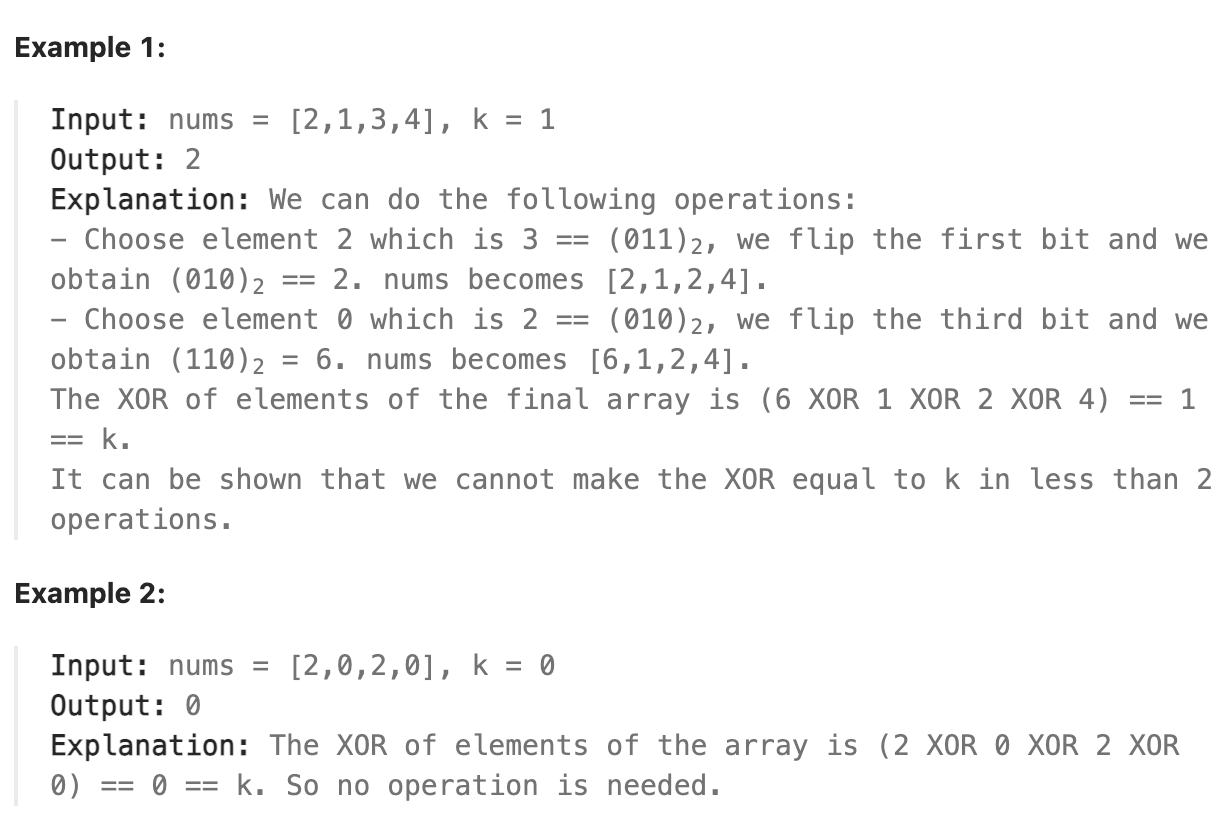 Example 1:
Input: nums = [2,1,3,4], k = 1
Output: 2
Explanation: We can do the following operations:
– Choose element 2 which is 3 == (011)₂, we flip the first bit and we
obtain (010)₂ == 2. nums becomes [2,1,2,4].
– Choose element 0 which is 2 == (010)₂, we flip the third bit and we
obtain (110)₂ = 6. nums becomes [6,1,2,4].
The XOR of elements of the final array is (6 XOR 1 XOR 2 XOR 4) == 1
== k.
It can be shown that we cannot make the XOR equal to k in less than 2
operations.
Example 2:
Input: nums = [2,0,2,0], k = 0
Output: 0
Explanation: The XOR of elements of the array is (2 XOR 0 XOR 2 XOR
0) == 0 == k. So no operation is needed.